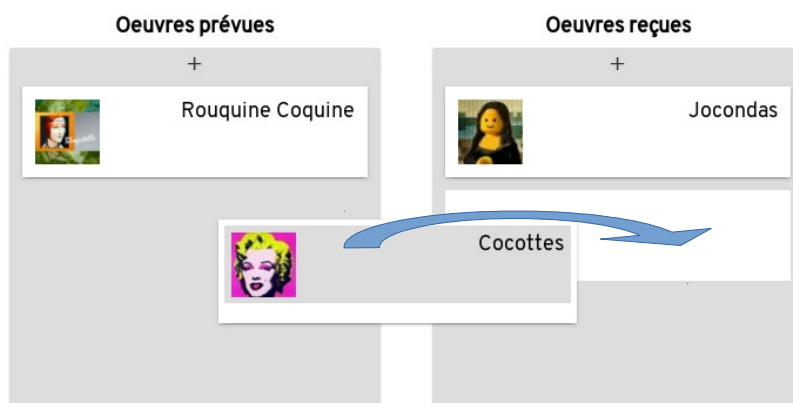 Oeuvres prévues
Oeuvres reçues
+
+
Rouquine Coquine
Jocondas
Cocottes